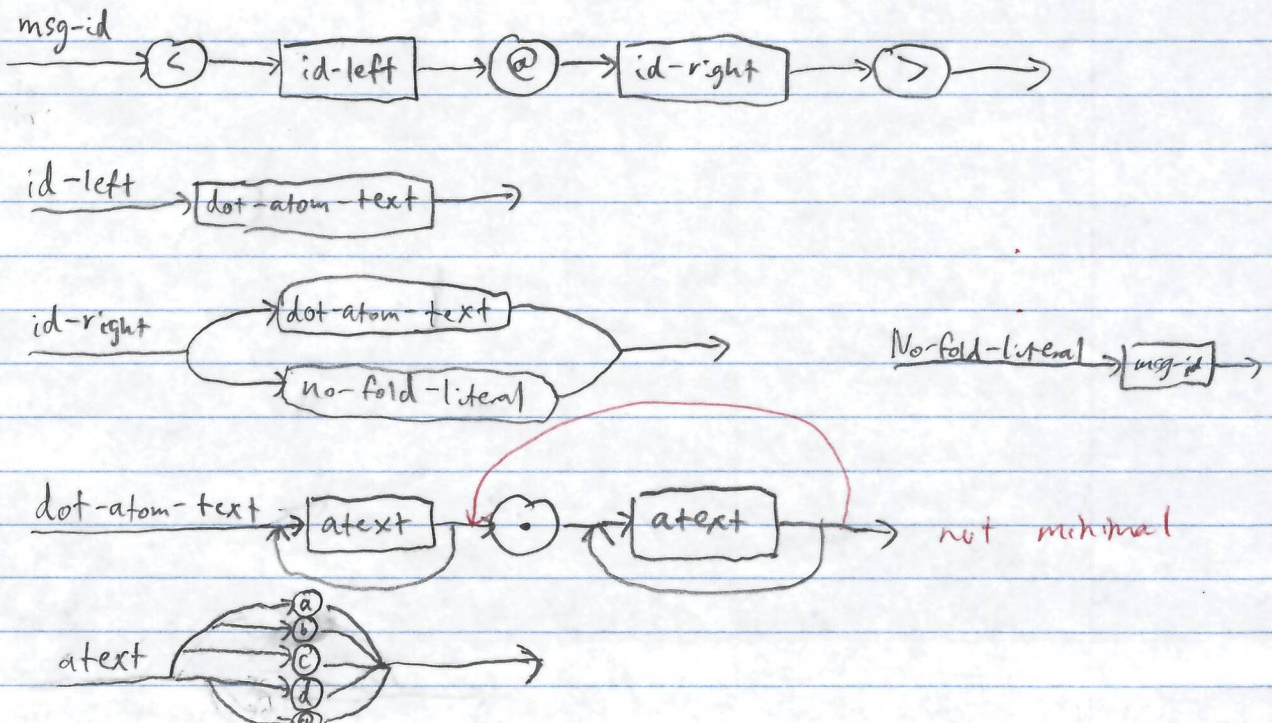 msg-id < id-left @ id-right >
id-left dot-atom-text
id-right dot-atom-text
no-fold-literal
No-fold-literal msg-id
dot-atom-text atext . atext not minimal
a
b
c
atext d